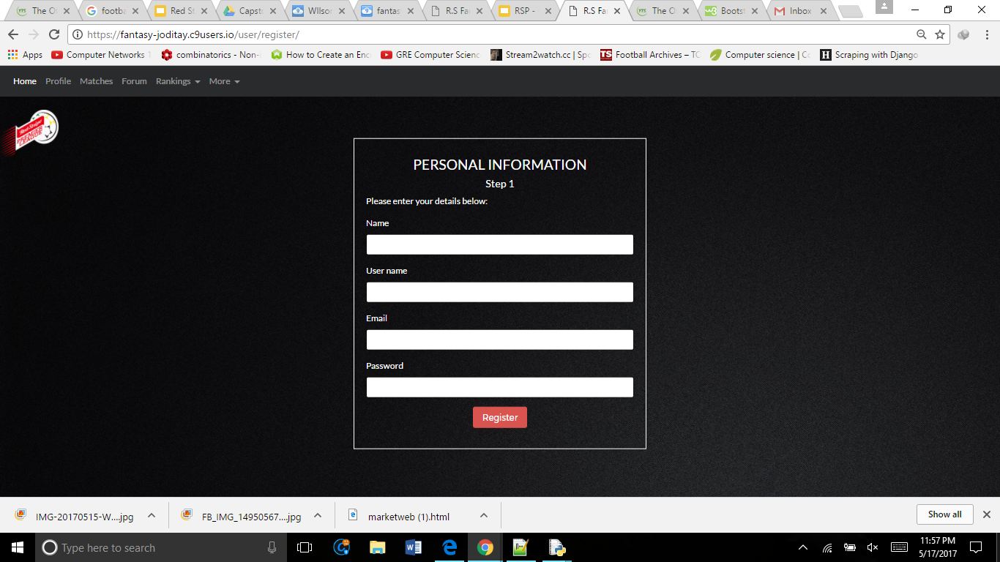 The Of
footba
Red St
Capst
WIlson
fantas
R.S Fa
RSP -
R.S Fa
The O
Bootst
Inbox
https://fantasy-joditay.c9users.io/user/register/
Apps
Computer Networks
combinatorics - Non-
How to Create an Enc
GRE Computer Scienc
Stream2watch.cc | Spo
TS Football Archives – TC
Computer science | C
H Scraping with Django
Home Profile Matches Forum Rankings More
PERSONAL INFORMATION
Step 1
Please enter your details below:
Name
User name
Email
Password
Register
IMG-20170515-W....jpg
FB_IMG_14950567....jpg
marketweb (1).html
Show all
Type here to search
11:57 PM
5/17/2017